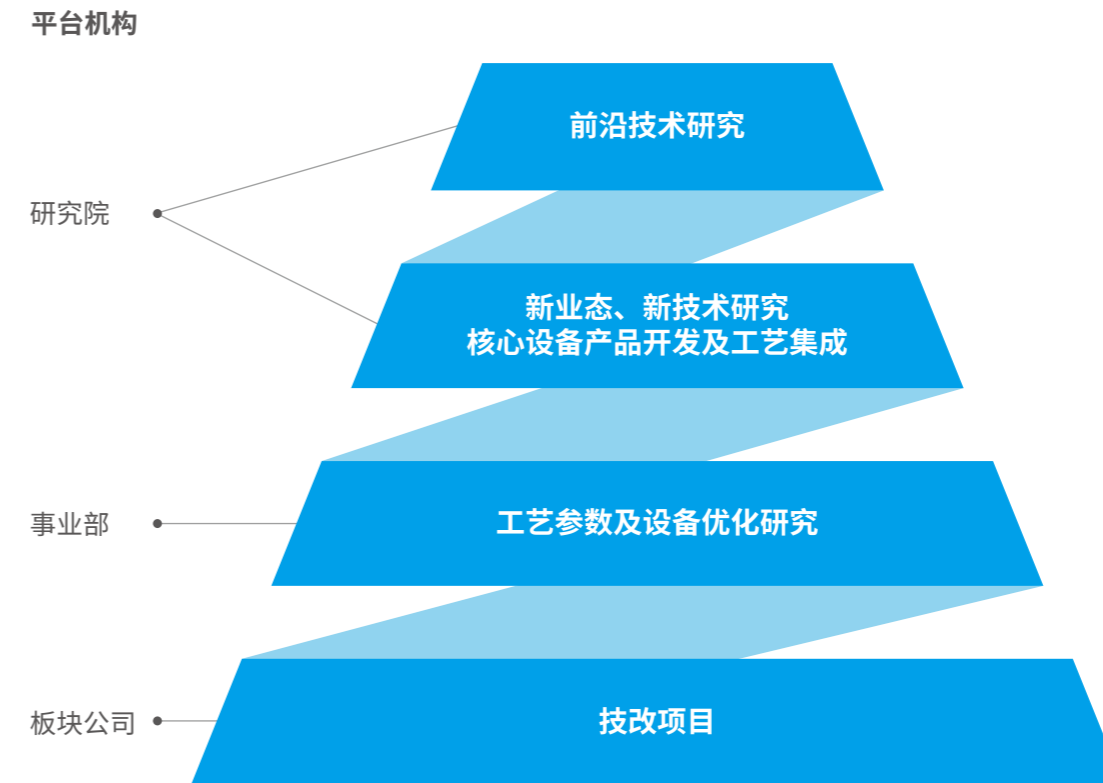 平台机构
前沿技术研究
研究院
新业态、新技术研究
核心设备产品开发及工艺集成
事业部
工艺参数及设备优化研究
板块公司
技改项目